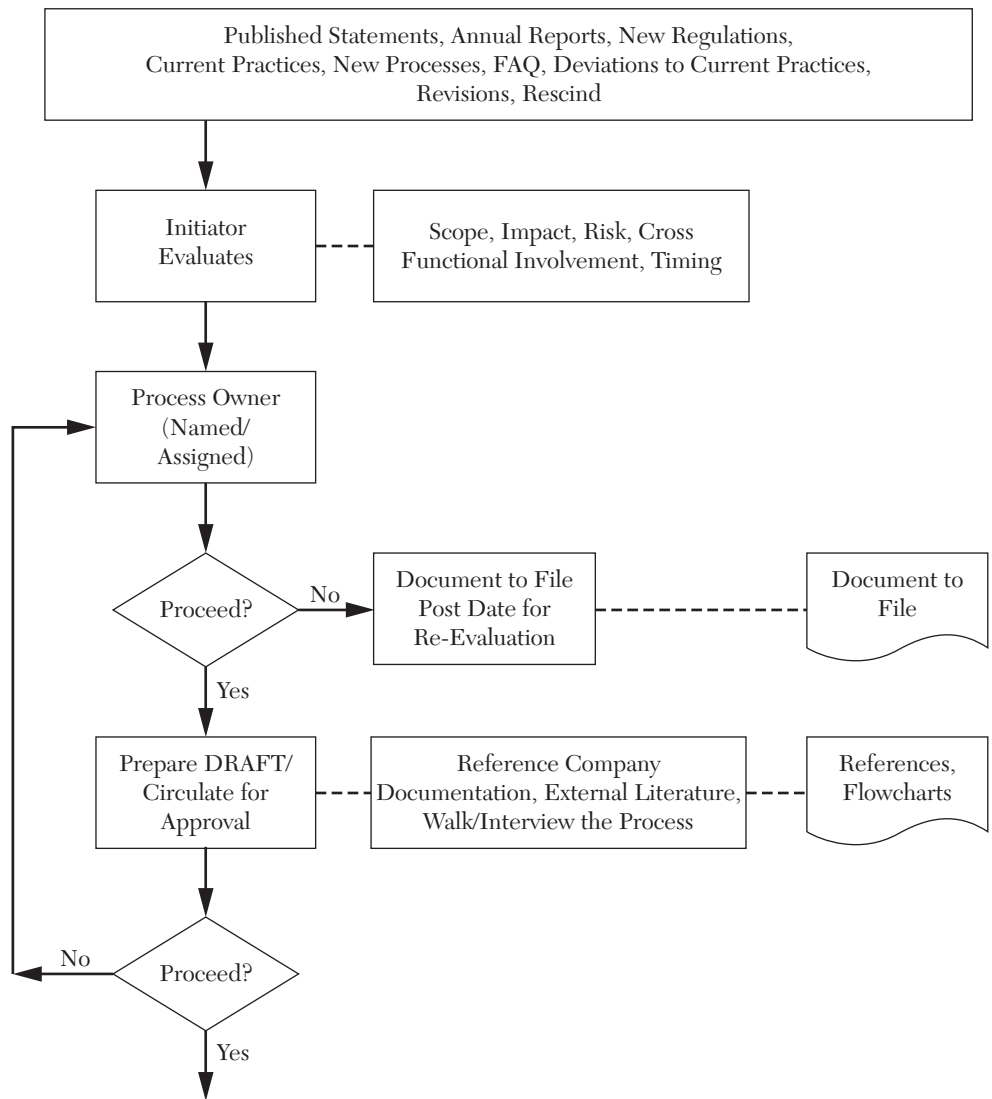 Published Statements, Annual Reports, New Regulations,
Current Practices, New Processes, FAQ, Deviations to Current Practices,
Revisions, Rescind
Initiator
Evaluates
Scope, Impact, Risk, Cross
Functional Involvement, Timing
Process Owner
(Named/
Assigned)
Proceed?
No
Document to File
Post Date for
Re-Evaluation
Document to
File
Yes
Prepare DRAFT/
Circulate for
Approval
Reference Company
Documentation, External Literature,
Walk/Interview the Process
References,
Flowcharts
No
Proceed?
Yes